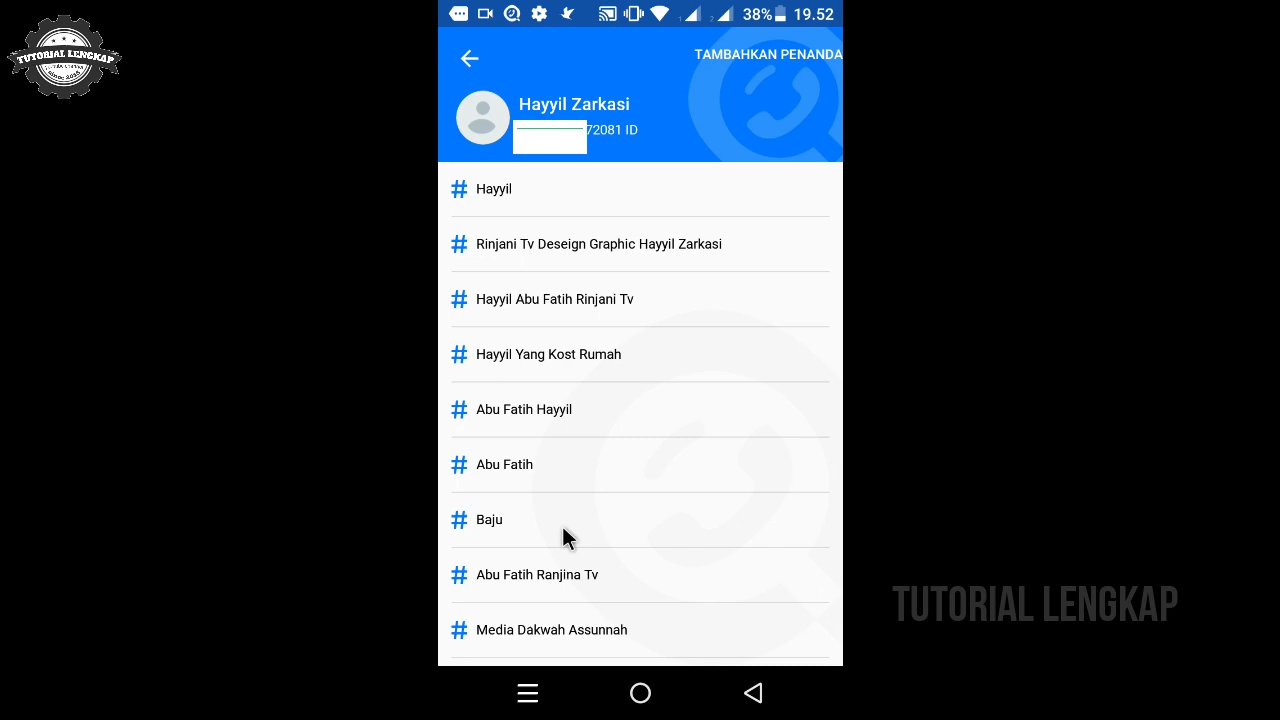 TUTORIAL LENGKAP
since 2015
38% 19.52
TAMBAHKAN PENANDA
Hayyil Zarkasi
72081 ID
# Hayyil
# Rinjani Tv Deseign Graphic Hayyil Zarkasi
# Hayyil Abu Fatih Rinjani Tv
# Hayyil Yang Kost Rumah
# Abu Fatih Hayyil
# Abu Fatih
# Baju
# Abu Fatih Ranjina Tv
# Media Dakwah Assunnah
TUTORIAL LENGKAP